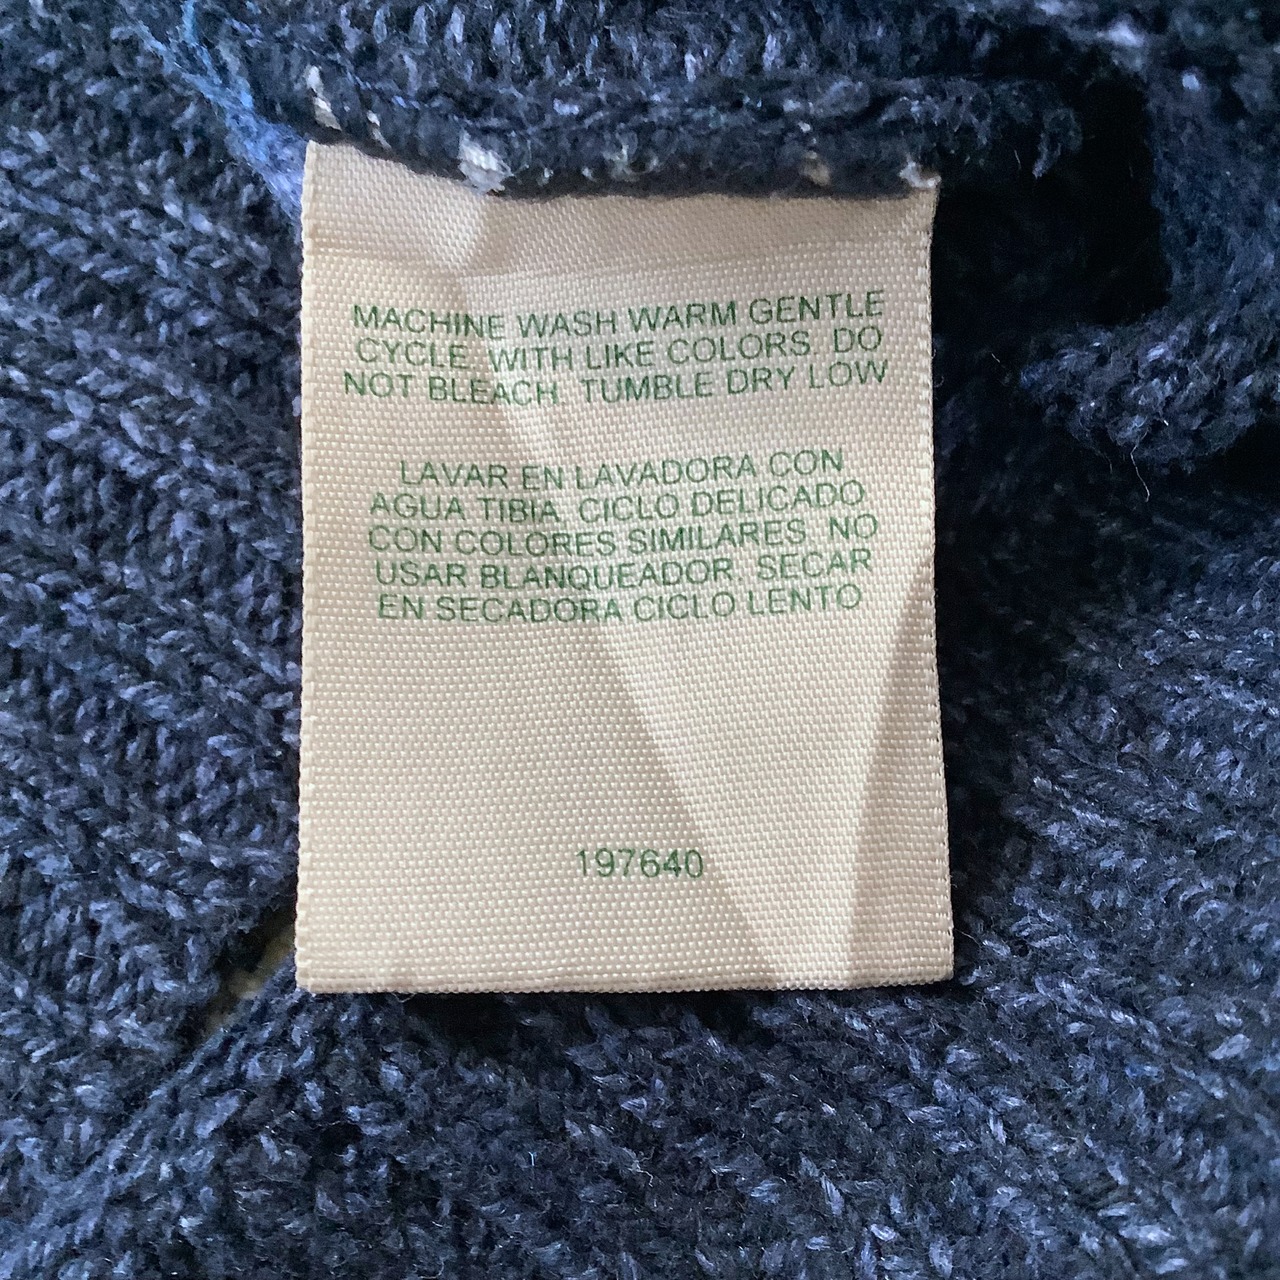 MACHINE WASH WARM GENTLE
CYCLE. WITH LIKE COLORS. DO
NOT BLEACH. TUMBLE DRY LOW
LAVAR EN LAVADORA CON
AGUA TIBIA. CICLO DELICADO
CON COLORES SIMILARES. NO
USAR BLANQUEADOR. SECAR
EN SECADORA CICLO LENTO
197640